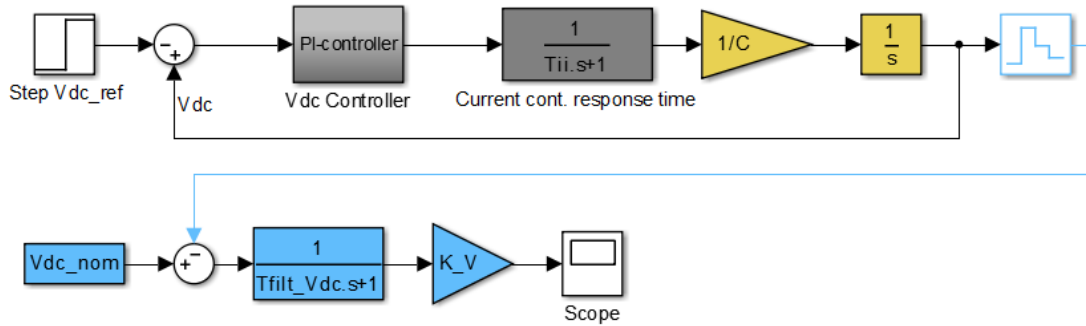 PI-controller
1
Tii.s+1
1/C
1
s
Step Vdc_ref
Vdc
Vdc Controller
Current cont. response time
Vdc_nom
1
Tfilt_Vdc.s+1
K_V
Scope